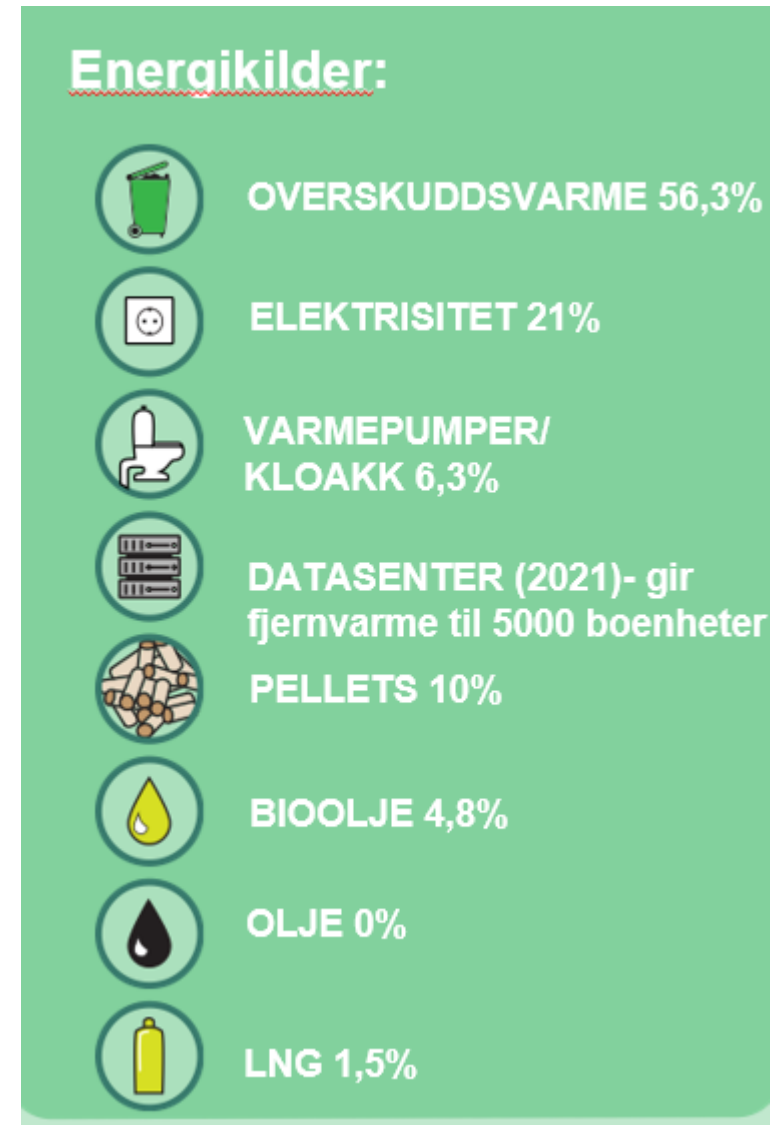 Energikilder:
OVERSKUDDSVARME 56,3%
ELEKTRISITET 21%
VARMEPUMPER/
KLOAKK 6,3%
DATASENTER (2021)- gir
fjernvarme til 5000 boenheter
PELLETS 10%
BIOOLJE 4,8%
OLJE 0%
LNG 1,5%